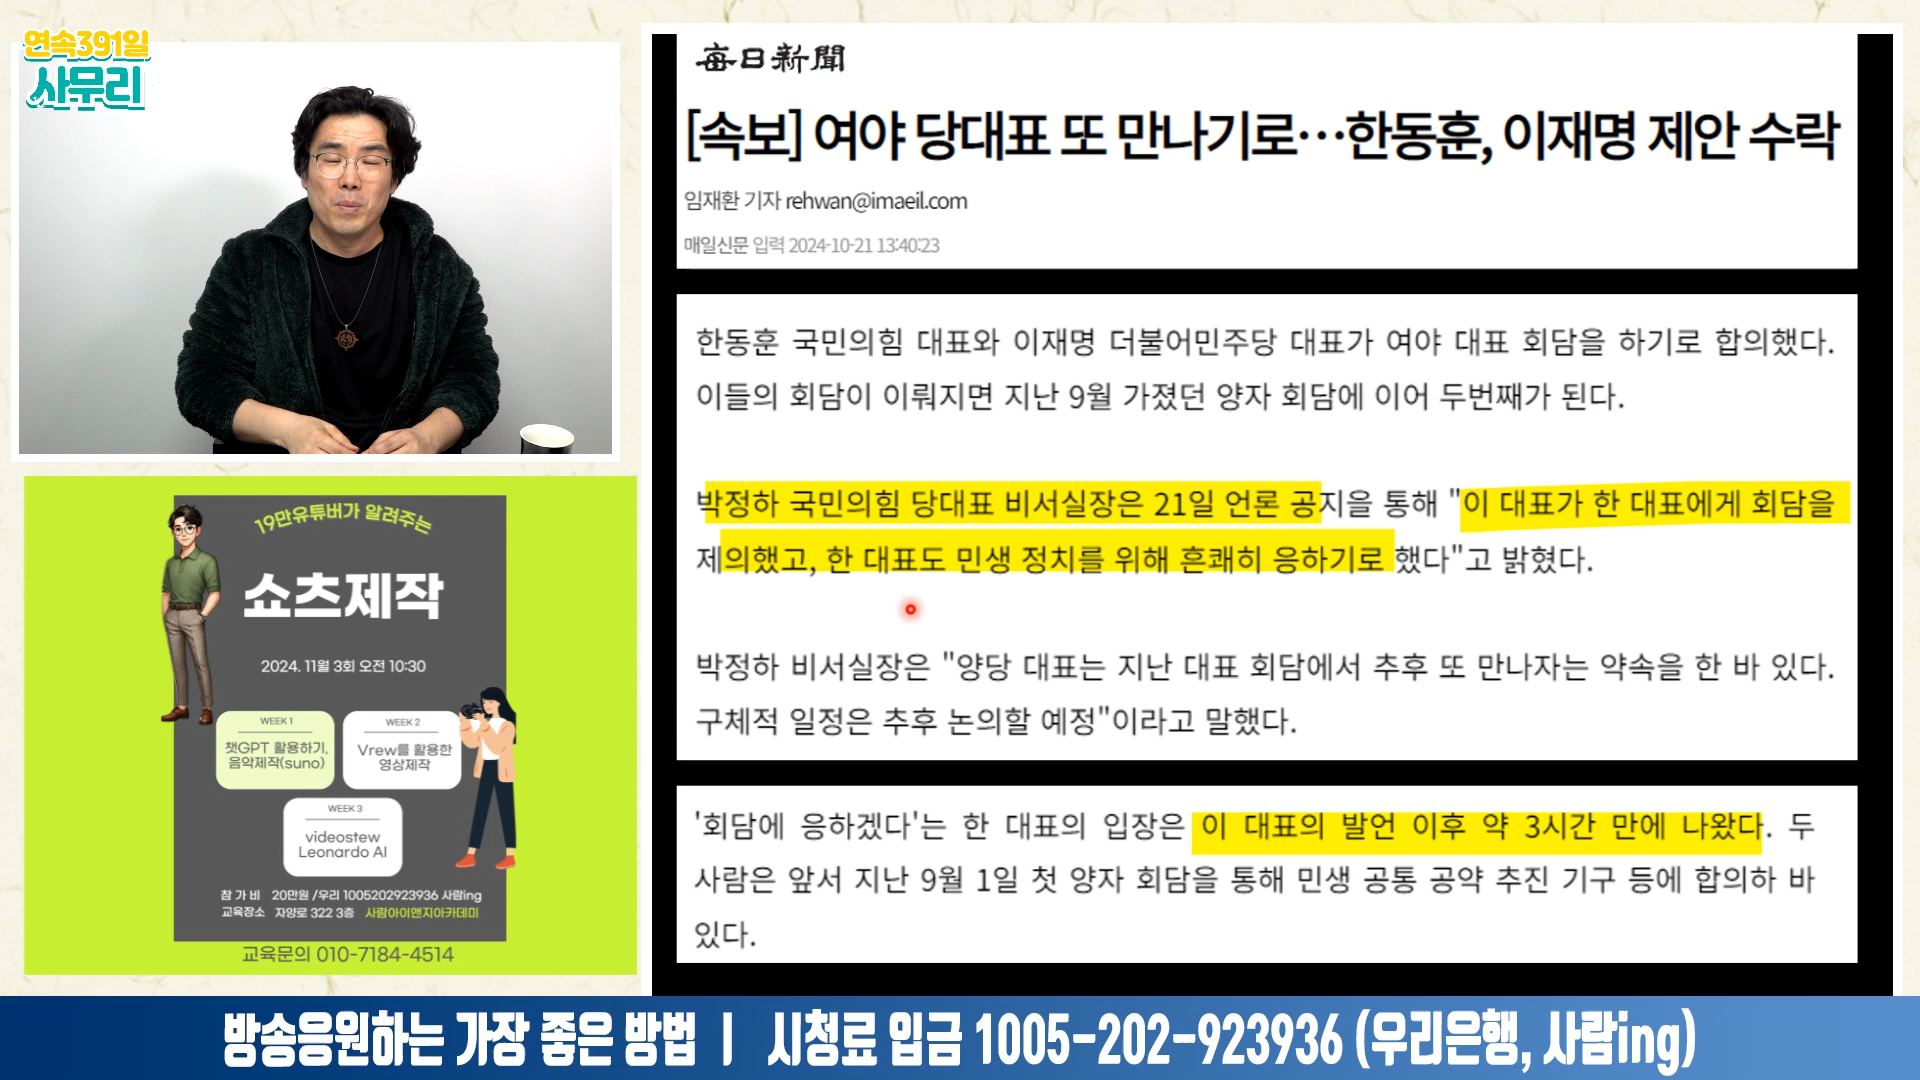 연속391일
사무리
每日新聞
[속보] 여야 당대표 또 만나기로…한동훈, 이재명 제안 수락
임재환 기자 rehwan@imaeil.com
매일신문 입력 2024-10-21 13:40:23
한동훈 국민의힘 대표와 이재명 더불어민주당 대표가 여야 대표 회담을 하기로 합의했다.
이들의 회담이 이뤄지면 지난 9월 가졌던 양자 회담에 이어 두번째가 된다.
박정하 국민의힘 당대표 비서실장은 21일 언론 공지을 통해 "이 대표가 한 대표에게 회담을
제의했고, 한 대표도 민생 정치를 위해 흔쾌히 응하기로 했다"고 밝혔다.
박정하 비서실장은 "양당 대표는 지난 대표 회담에서 추후 또 만나자는 약속을 한 바 있다.
구체적 일정은 추후 논의할 예정"이라고 말했다.
'회담에 응하겠다'는 한 대표의 입장은 이 대표의 발언 이후 약 3시간 만에 나왔다. 두
사람은 앞서 지난 9월 1일 첫 양자 회담을 통해 민생 공통 공약 추진 기구 등에 합의하 바
있다.
19만유튜버가 알려주는
쇼츠제작
2024. 11월 3회 오전 10:30
WEEK 1
챗GPT 활용하기,
음악제작(suno)
WEEK 2
Vrew를 활용한
영상제작
WEEK 3
videostew
Leonardo AI
참 가 비 20만원 /우리 1005202923936 사람ing
교육장소 자양로 322 3층 사람아이앤지아카데미
교육문의 010-7184-4514
방송응원하는 가장 좋은 방법 ㅣ 시청료 입금 1005-202-923936 (우리은행, 사람ing)